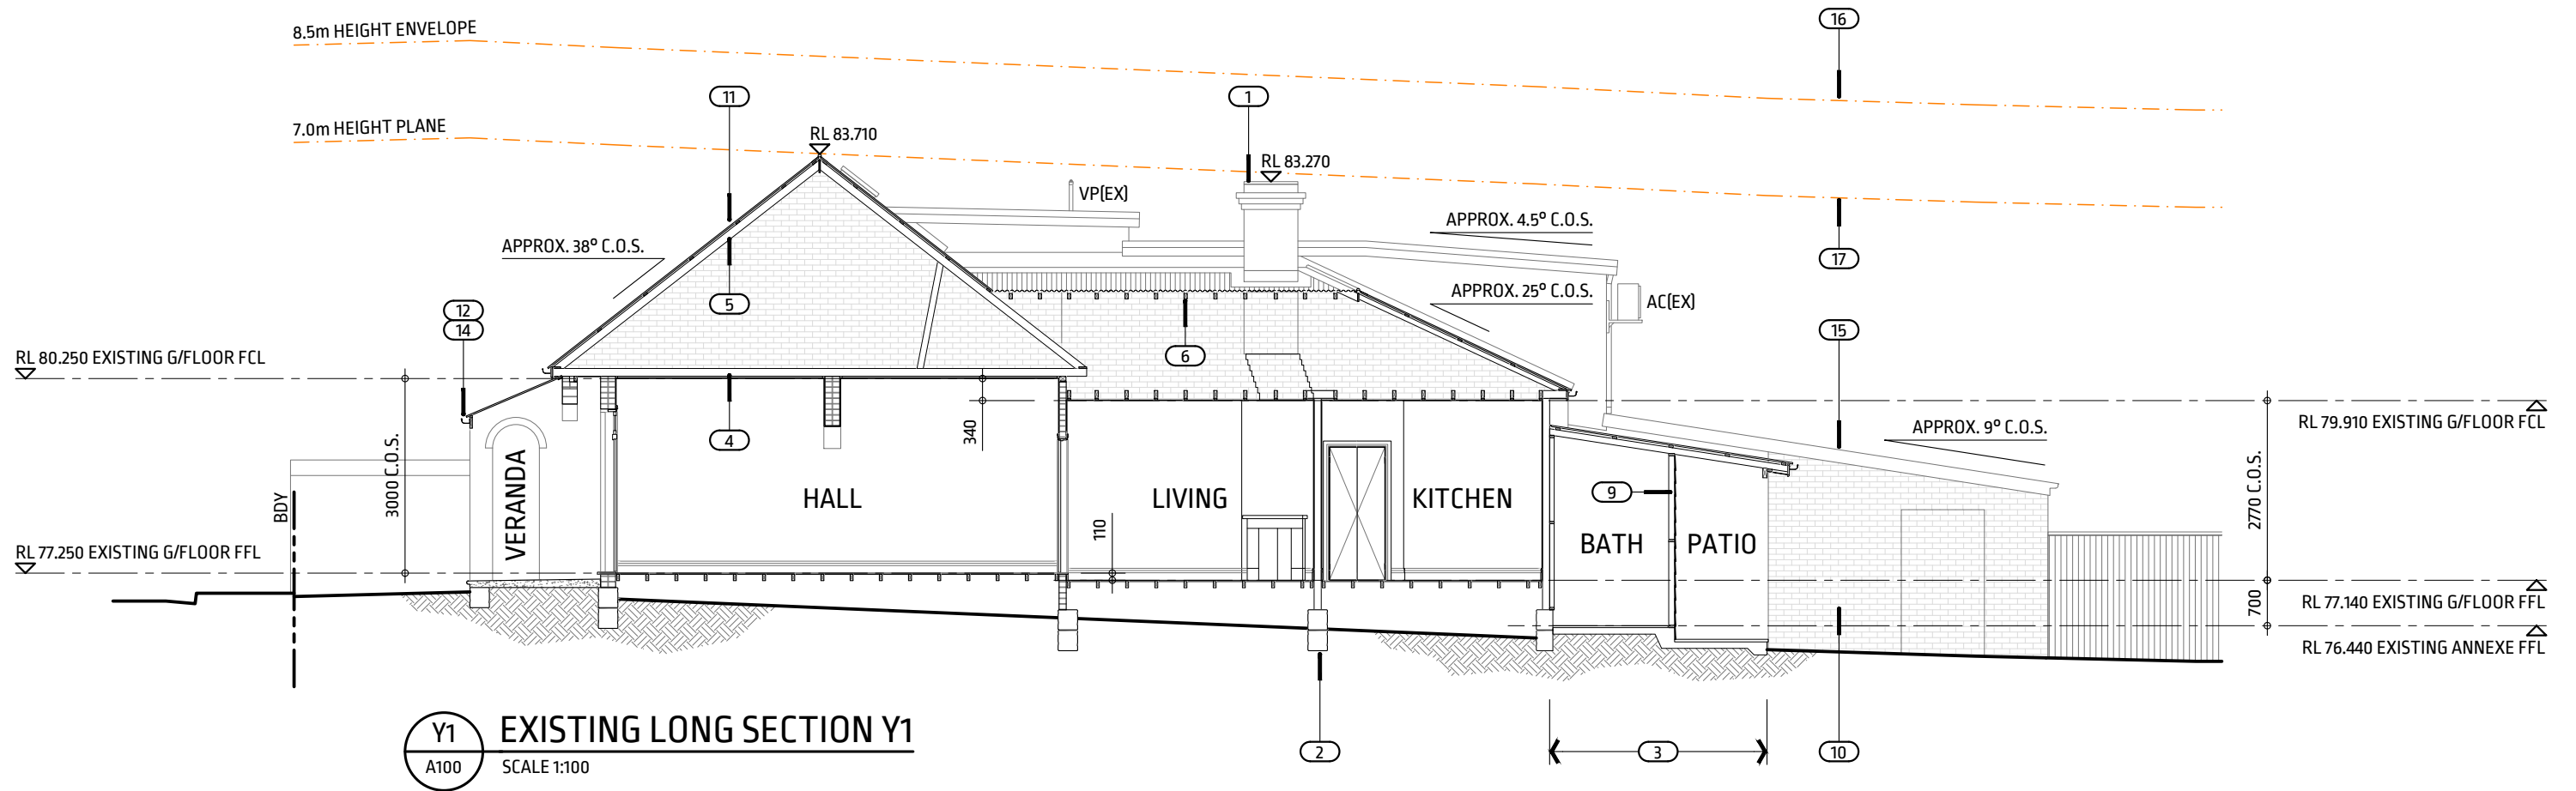 16
8.5m HEIGHT ENVELOPE
11
1
7.0m HEIGHT PLANE
RL 83.710
RL 83.270
VP(EX)
APPROX. 4.5° C.O.S.
APPROX. 38° C.O.S.
17
APPROX. 25° C.O.S.
AC(EX)
5
12
14
15
6
RL 80.250 EXISTING G/FLOOR FCL
RL 79.910 EXISTING G/FLOOR FCL
APPROX. 9° C.O.S.
340
4
3000 C.O.S.
2770 C.O.S.
VERANDA
HALL
LIVING
KITCHEN
9
BDY
110
BATH
PATIO
RL 77.250 EXISTING G/FLOOR FFL
RL 77.140 EXISTING G/FLOOR FFL
700
RL 76.440 EXISTING ANNEXE FFL
Y1
A100
EXISTING LONG SECTION Y1
SCALE 1:100
2
3
10